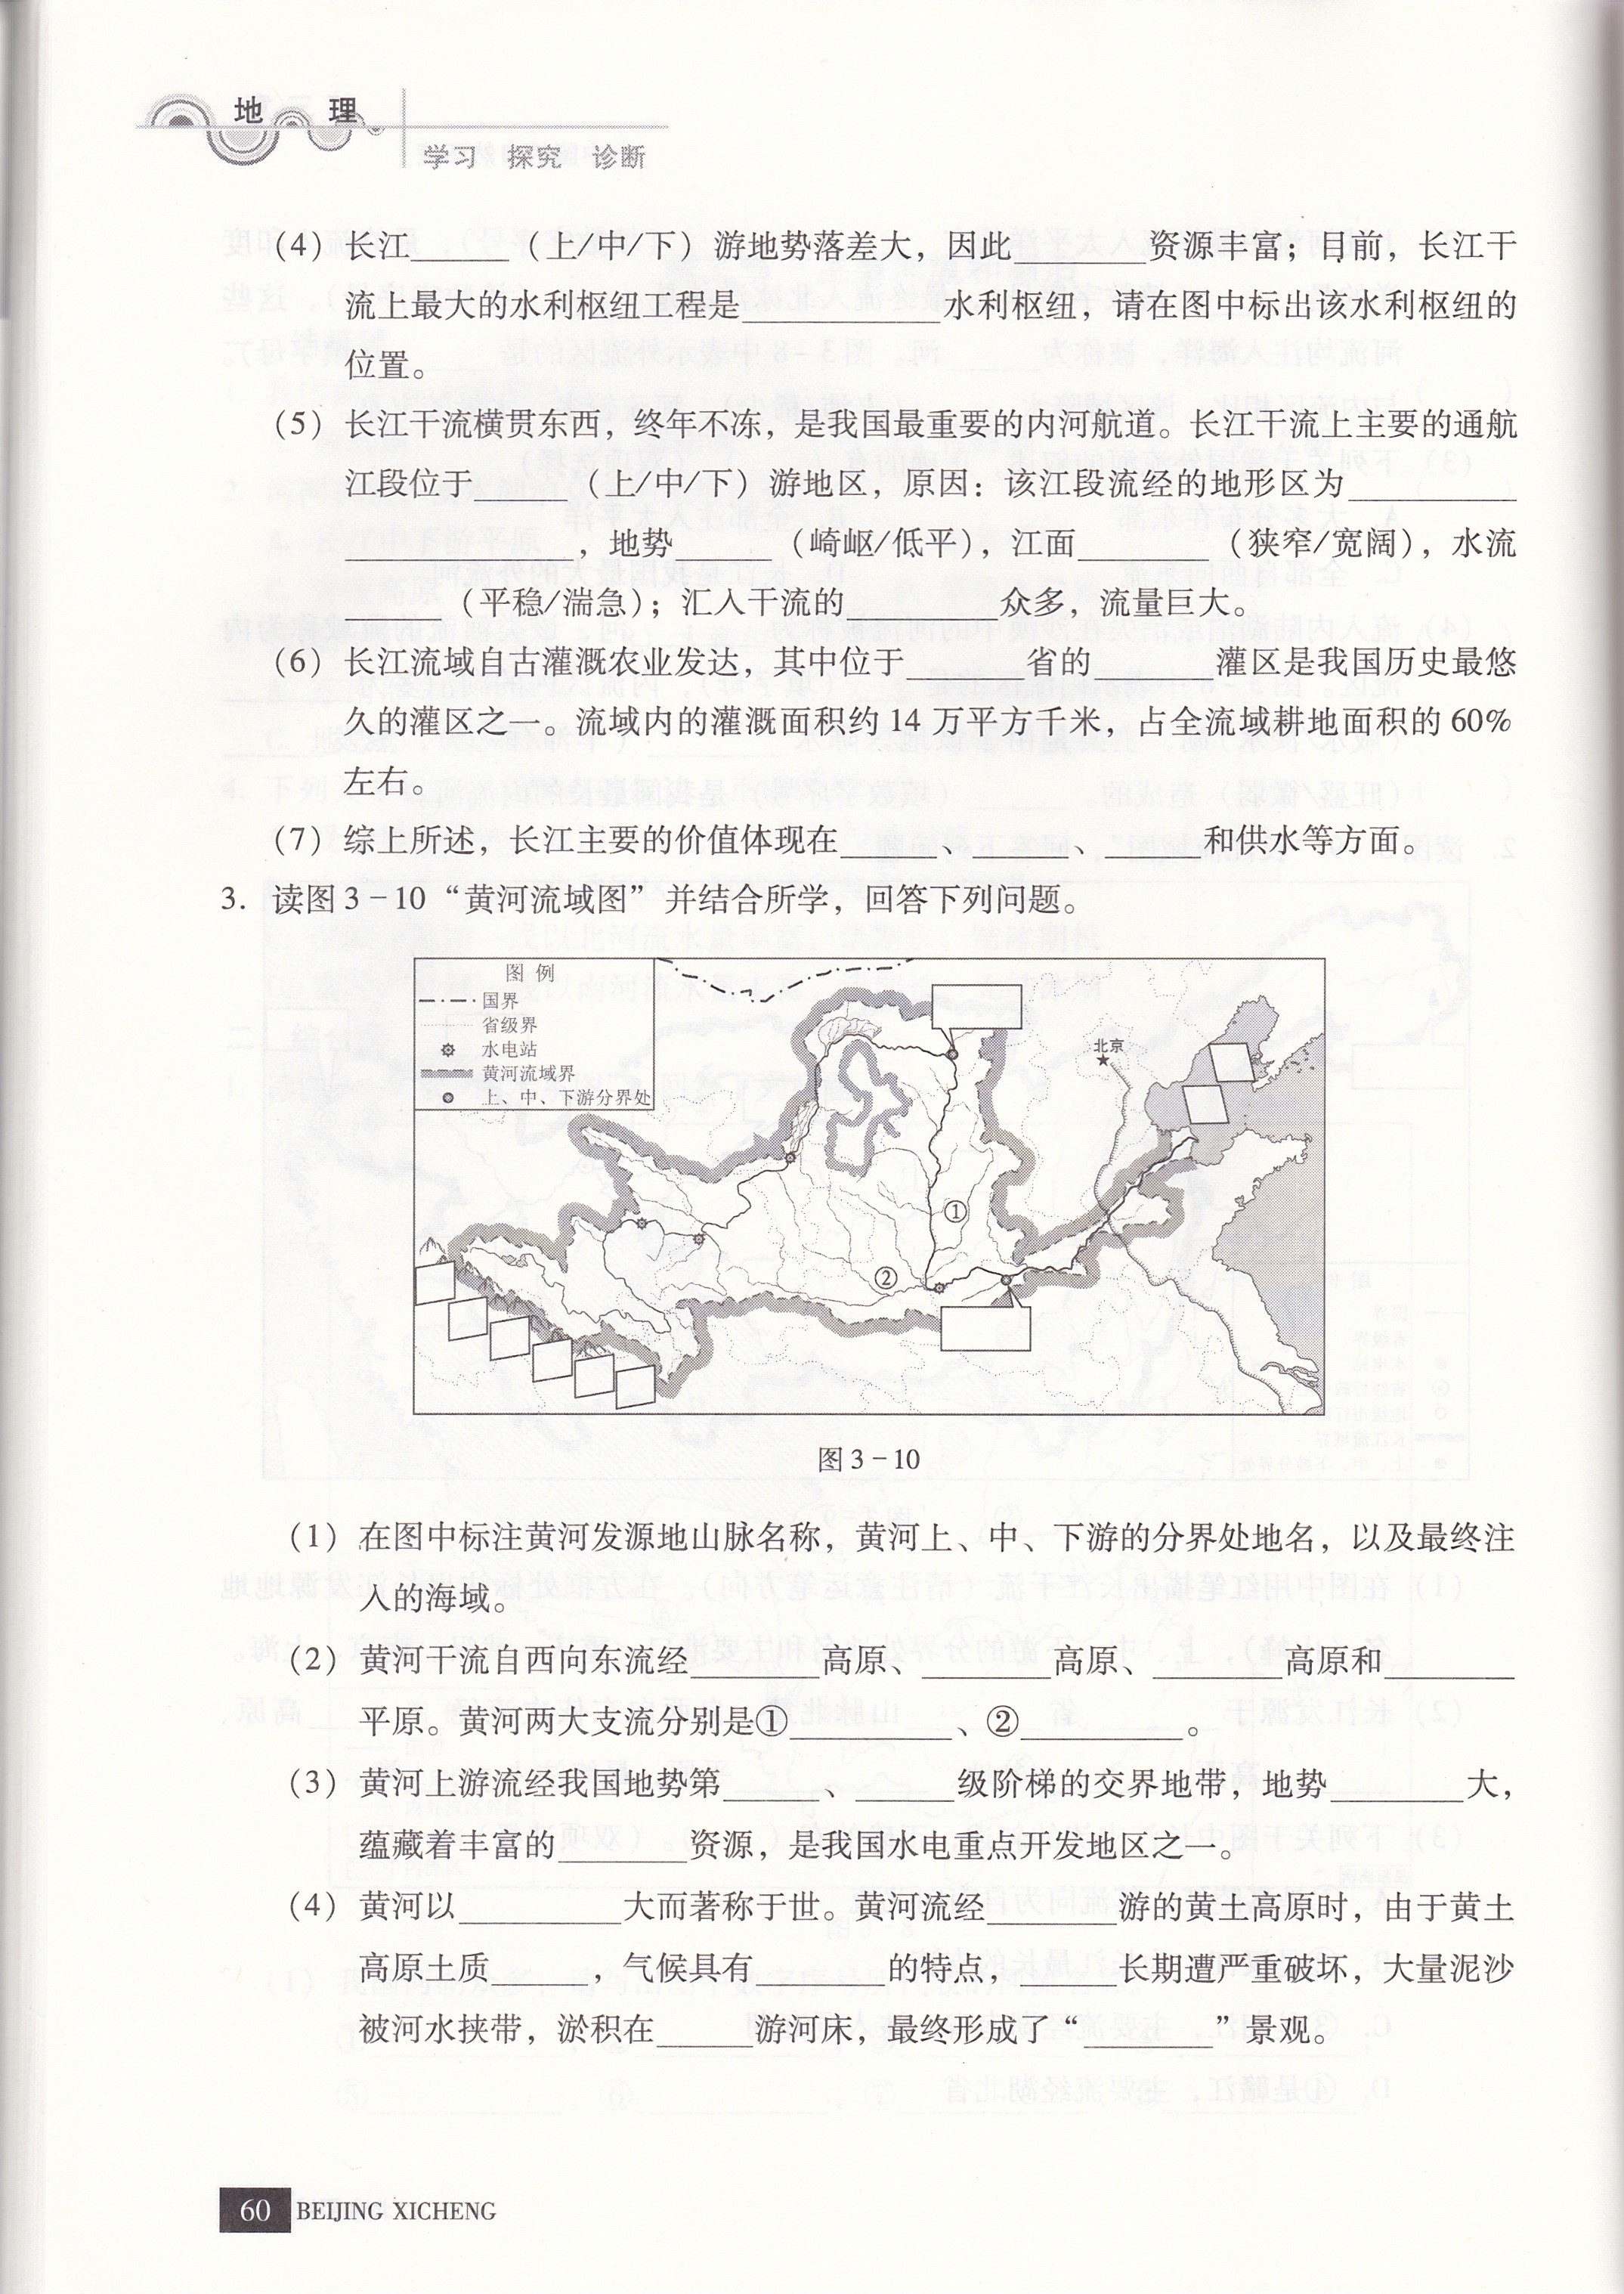 地 理
学习 探究 诊断
(4) 长江______(上/中/下)游地势落差大,因此________资源丰富;目前,长江干
流上最大的水利枢纽工程是____________水利枢纽,请在图中标出该水利枢纽的
位置。
(5) 长江干流横贯东西,终年不冻,是我国最重要的内河航道。长江干流上主要的通航
江段位于______(上/中/下)游地区,原因:该江段流经的地形区为__________
______________,地势______(崎岖/低平),江面________(狭窄/宽阔),水流
______(平稳/湍急);汇入干流的_________众多,流量巨大。
(6) 长江流域自古灌溉农业发达,其中位于_______省的_______灌区是我国历史最悠
久的灌区之一。流域内的灌溉面积约 14 万平方千米,占全流域耕地面积的 60%
左右。
(7) 综上所述,长江主要的价值体现在______、______、______和供水等方面。
3. 读图 3-10“黄河流域图”并结合所学,回答下列问题。
图 例
国界
省级界
水电站
黄河流域界
上、中、下游分界处
北京
①
②
图 3-10
(1) 在图中标注黄河发源地山脉名称,黄河上、中、下游的分界处地名,以及最终注
入的海域。
(2) 黄河干流自西向东流经________高原、________高原、________高原和________
平原。黄河两大支流分别是①__________、②__________。
(3) 黄河上游流经我国地势第______、______级阶梯的交界地带,地势________大,
蕴藏着丰富的________资源,是我国水电重点开发地区之一。
(4) 黄河以__________大而著称于世。黄河流经________游的黄土高原时,由于黄土
高原土质______,气候具有________的特点,________长期遭严重破坏,大量泥沙
被河水挟带,淤积在______游河床,最终形成了“________”景观。
60 BEIJING XICHENG